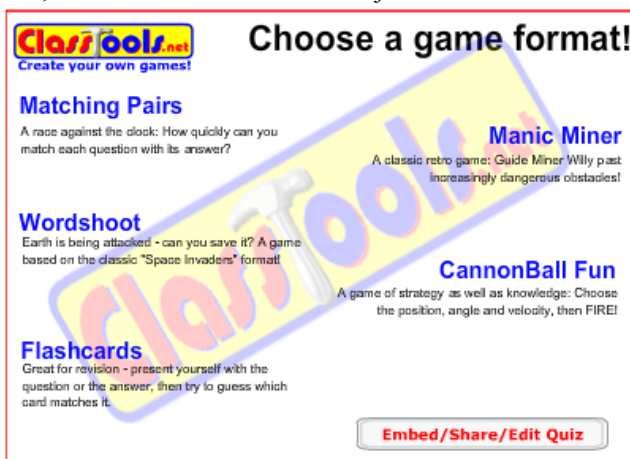 ClassTools.net
Create your own games!
Choose a game format!
Matching Pairs
A race against the clock: How quickly can you
match each question with its answer?
Manic Miner
A classic retro game: Guide Miner Willy past
increasingly dangerous obstacles!
Wordshoot
Earth is being attacked - can you save it? A game
based on the classic "Space Invaders" format!
CannonBall Fun
A game of strategy as well as knowledge: Choose
the position, angle and velocity, then FIRE!
Flashcards
Great for revision - present yourself with the
question or the answer, then try to guess which
card matches it.
Embed/Share/Edit Quiz
ClassTools.net